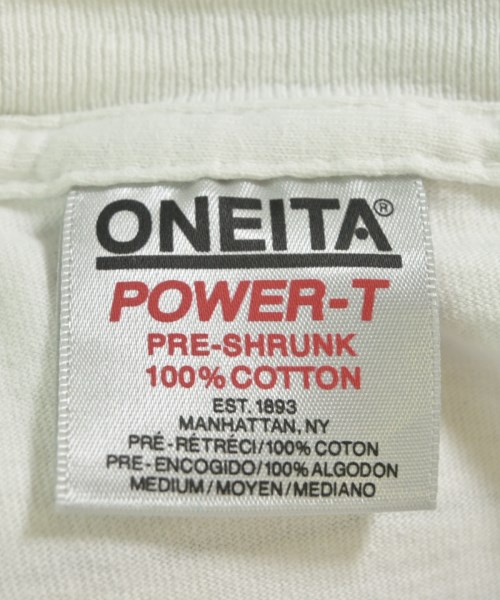 ONEITA®
POWER-T
PRE-SHRUNK
100% COTTON
EST. 1893
MANHATTAN, NY
PRÉ-RÉTRÉCI/100% COTON
PRE-ENCOGIDO/100% ALGODON
MEDIUM/MOYEN/MEDIANO